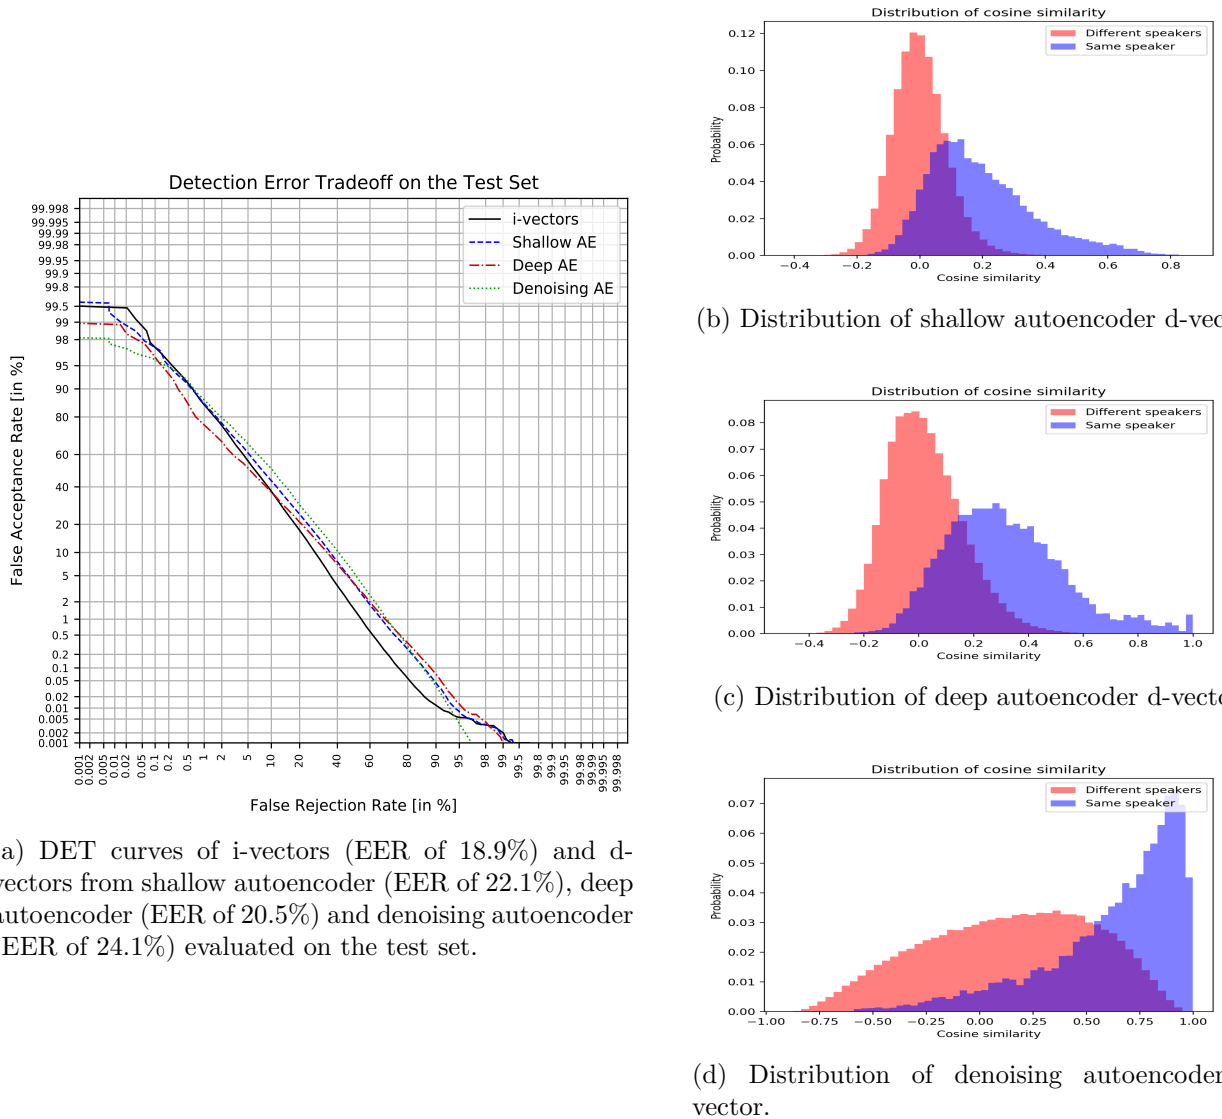 Detection Error Tradeoff on the Test Set
i-vectors
Shallow AE
Deep AE
Denoising AE
False Acceptance Rate [in %]
99.998
99.995
99.99
99.98
99.95
99.9
99.8
99.5
99
98
95
90
80
60
40
20
10
5
2
1
0.5
0.2
0.1
0.05
0.02
0.01
0.005
0.002
0.001
0.001 0.002 0.005 0.01 0.02 0.05 0.1 0.2 0.5 1 2 5 10 20 40 60 80 90 95 98 99 99.5 99.8 99.9 99.95 99.98 99.99 99.995 99.998
False Rejection Rate [in %]
a) DET curves of i-vectors (EER of 18.9%) and d-
vectors from shallow autoencoder (EER of 22.1%), deep
autoencoder (EER of 20.5%) and denoising autoencoder
(EER of 24.1%) evaluated on the test set.
Distribution of cosine similarity
Different speakers
Same speaker
Probability
0.12
0.10
0.08
0.06
0.04
0.02
0.00
−0.4 −0.2 0.0 0.2 0.4 0.6 0.8
Cosine similarity
(b) Distribution of shallow autoencoder d-vec
Distribution of cosine similarity
Different speakers
Same speaker
Probability
0.08
0.07
0.06
0.05
0.04
0.03
0.02
0.01
0.00
−0.4 −0.2 0.0 0.2 0.4 0.6 0.8 1.0
Cosine similarity
(c) Distribution of deep autoencoder d-vecto
Distribution of cosine similarity
Different speakers
Same speaker
Probability
0.07
0.06
0.05
0.04
0.03
0.02
0.01
0.00
−1.00 −0.75 −0.50 −0.25 0.00 0.25 0.50 0.75 1.00
Cosine similarity
(d) Distribution of denoising autoencoder
vector.